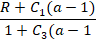 R + C₁(a − 1)
1 + C₃(a − 1